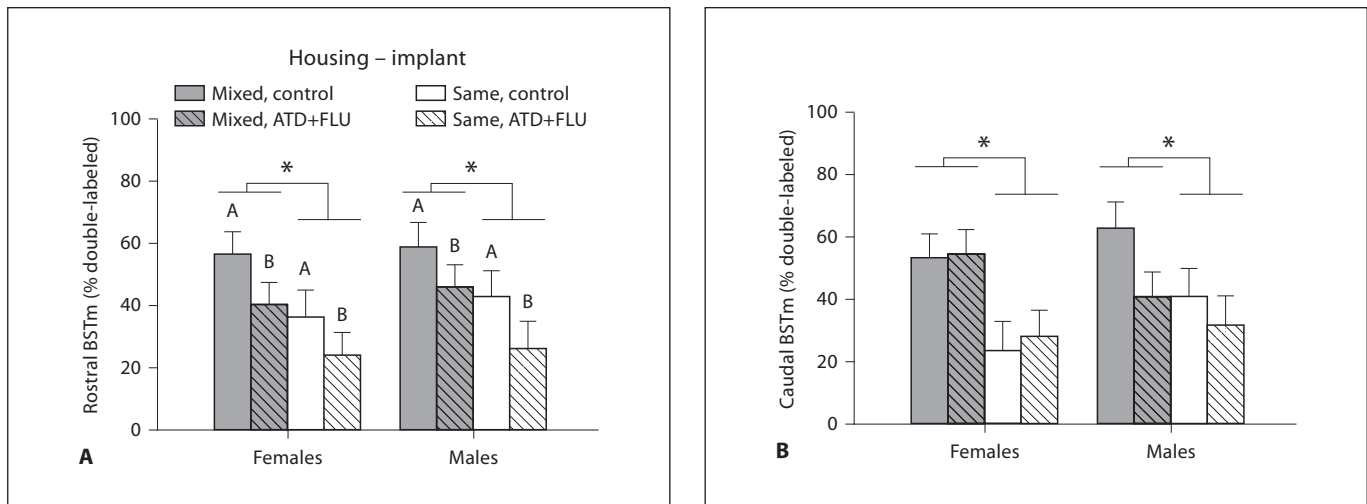 Housing – implant
Mixed, control
Same, control
Mixed, ATD+FLU
Same, ATD+FLU
Rostral BSTm (% double-labeled)
100
80
60
40
20
0
*
*
A
B
A
B
A
B
A
B
Females
Males
A
Caudal BSTm (% double-labeled)
100
80
60
40
20
0
*
*
Females
Males
B